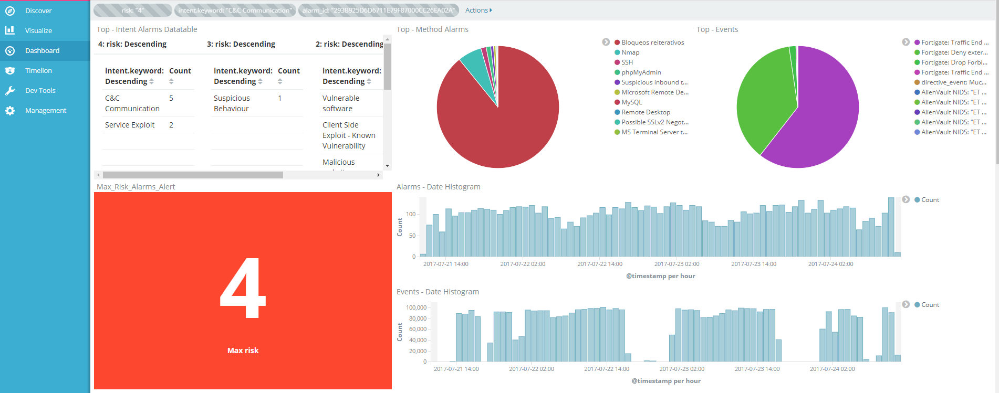 Discover
Visualize
Dashboard
Timelion
Dev Tools
Management
risk: "4"
intent.keyword: "C&C Communication"
alarm_id: "293B925D6D6711E79F87000CC26EA02A"
Actions
Top - Intent Alarms Datatable
4: risk: Descending
3: risk: Descending
2: risk: Descending
intent.keyword: Count
Descending
intent.keyword: Count
Descending
intent.keyword:
Descending
C&C 5
Communication
Suspicious 1
Behaviour
Vulnerable
software
Service Exploit 2
Client Side
Exploit - Known
Vulnerability
Malicious
Top - Method Alarms
Bloqueos reiterativos
Nmap
SSH
phpMyAdmin
Suspicious inbound t...
Microsoft Remote De...
MySQL
Remote Desktop
Possible SSLv2 Negot...
MS Terminal Server t...
Top - Events
Fortigate: Traffic End ...
Fortigate: Deny exter...
Fortigate: Drop Forbi...
Fortigate: Traffic End ...
directive_event: Muc...
AlienVault NIDS: "ET ...
AlienVault NIDS: "ET ...
AlienVault NIDS: "ET ...
AlienVault NIDS: "ET ...
AlienVault NIDS: "ET ...
Max_Risk_Alarms_Alert
4
Max risk
Alarms - Date Histogram
Count
100
50
0
Count
2017-07-21 14:00
2017-07-22 02:00
2017-07-22 14:00
2017-07-23 02:00
2017-07-23 14:00
2017-07-24 02:00
@timestamp per hour
Events - Date Histogram
Count
100,000
80,000
60,000
40,000
20,000
0
Count
2017-07-21 14:00
2017-07-22 02:00
2017-07-22 14:00
2017-07-23 02:00
2017-07-23 14:00
2017-07-24 02:00
@timestamp per hour